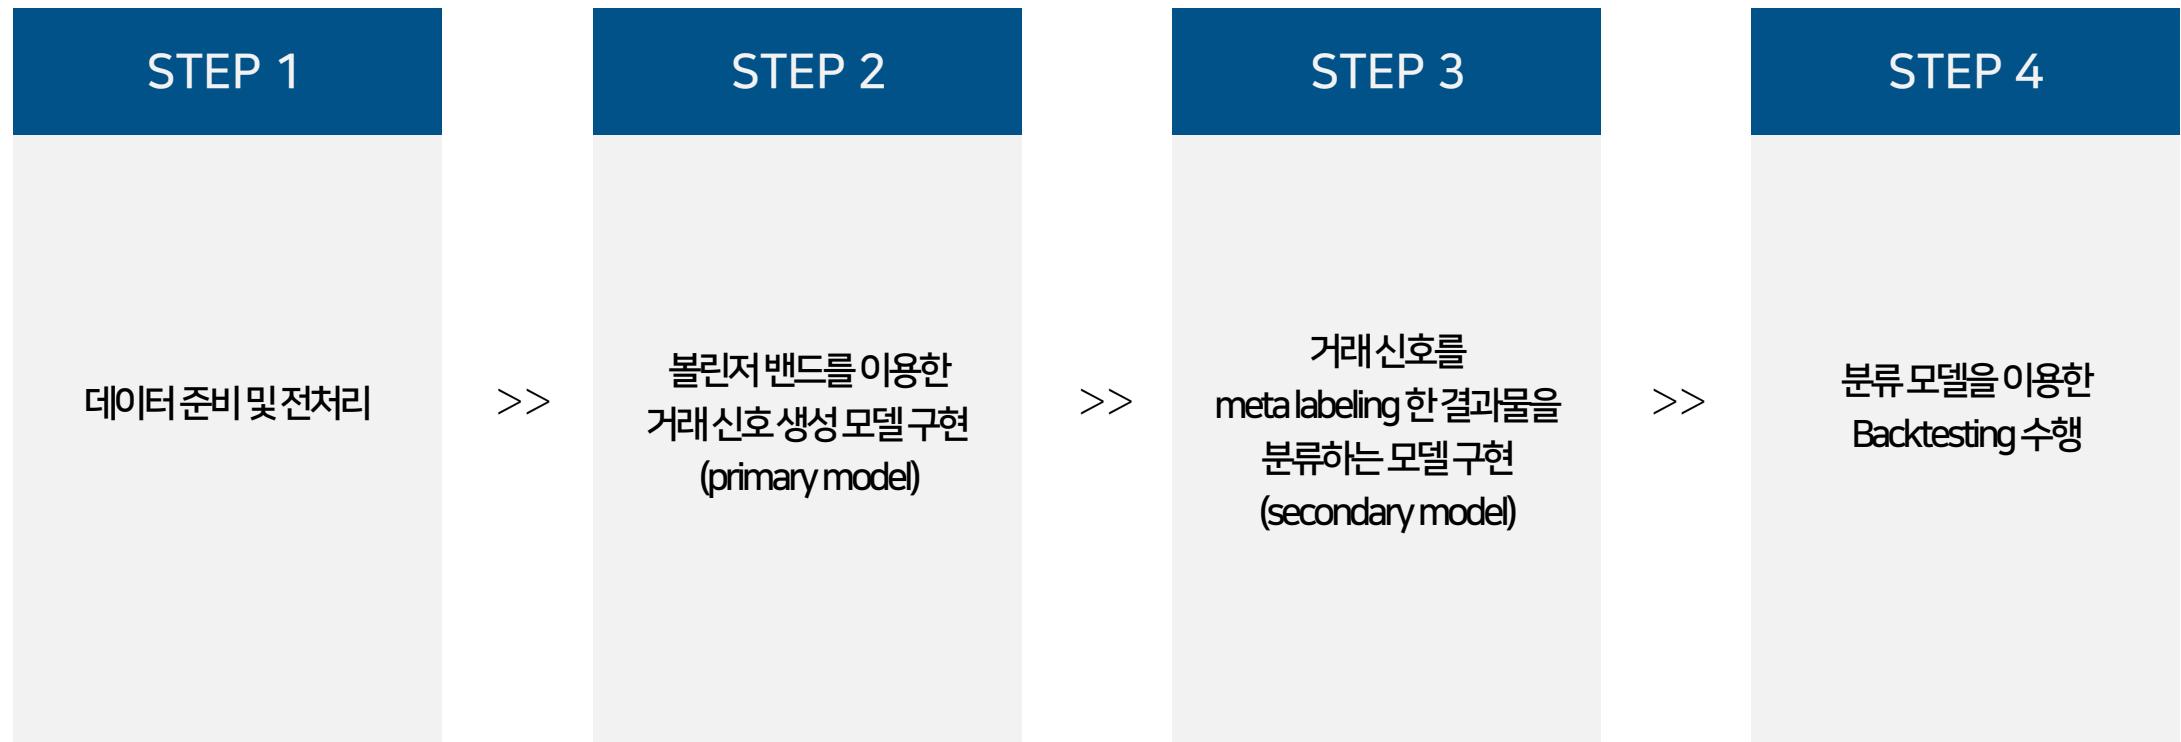 STEP 1
데이터 준비 및 전처리
>>
STEP 2
볼린저 밴드를 이용한
거래 신호 생성 모델 구현
(primary model)
>>
STEP 3
거래 신호를
meta labeling 한 결과물을
분류하는 모델 구현
(secondary model)
>>
STEP 4
분류 모델을 이용한
Backtesting 수행